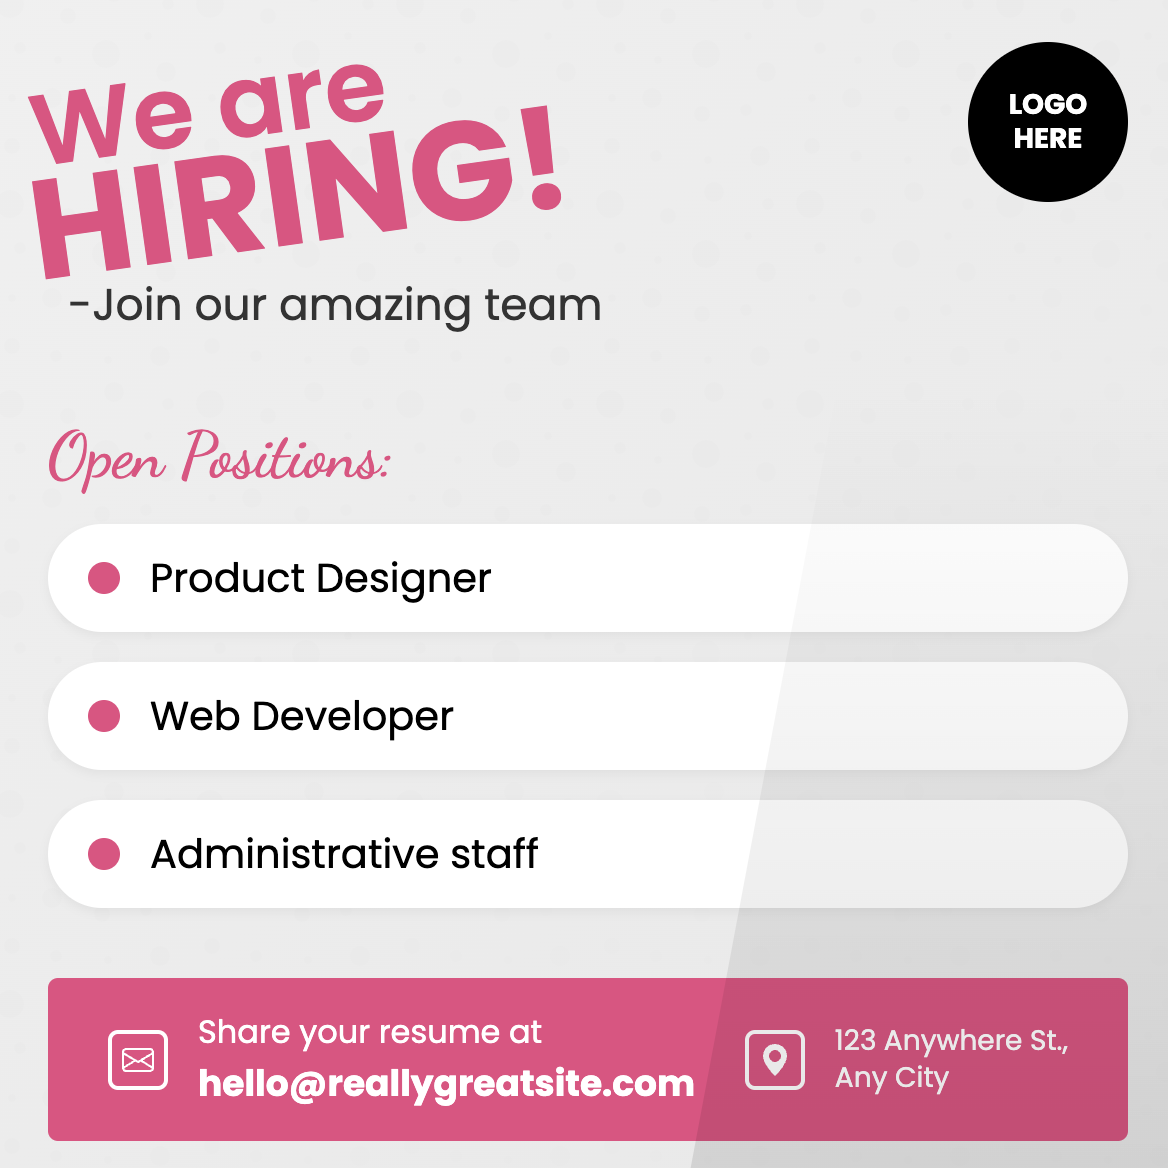 We are
HIRING!
-Join our amazing team
LOGO
HERE
Open Positions:
Product Designer
Web Developer
Administrative staff
Share your resume at
hello@reallygreatsite.com
123 Anywhere St.,
Any City